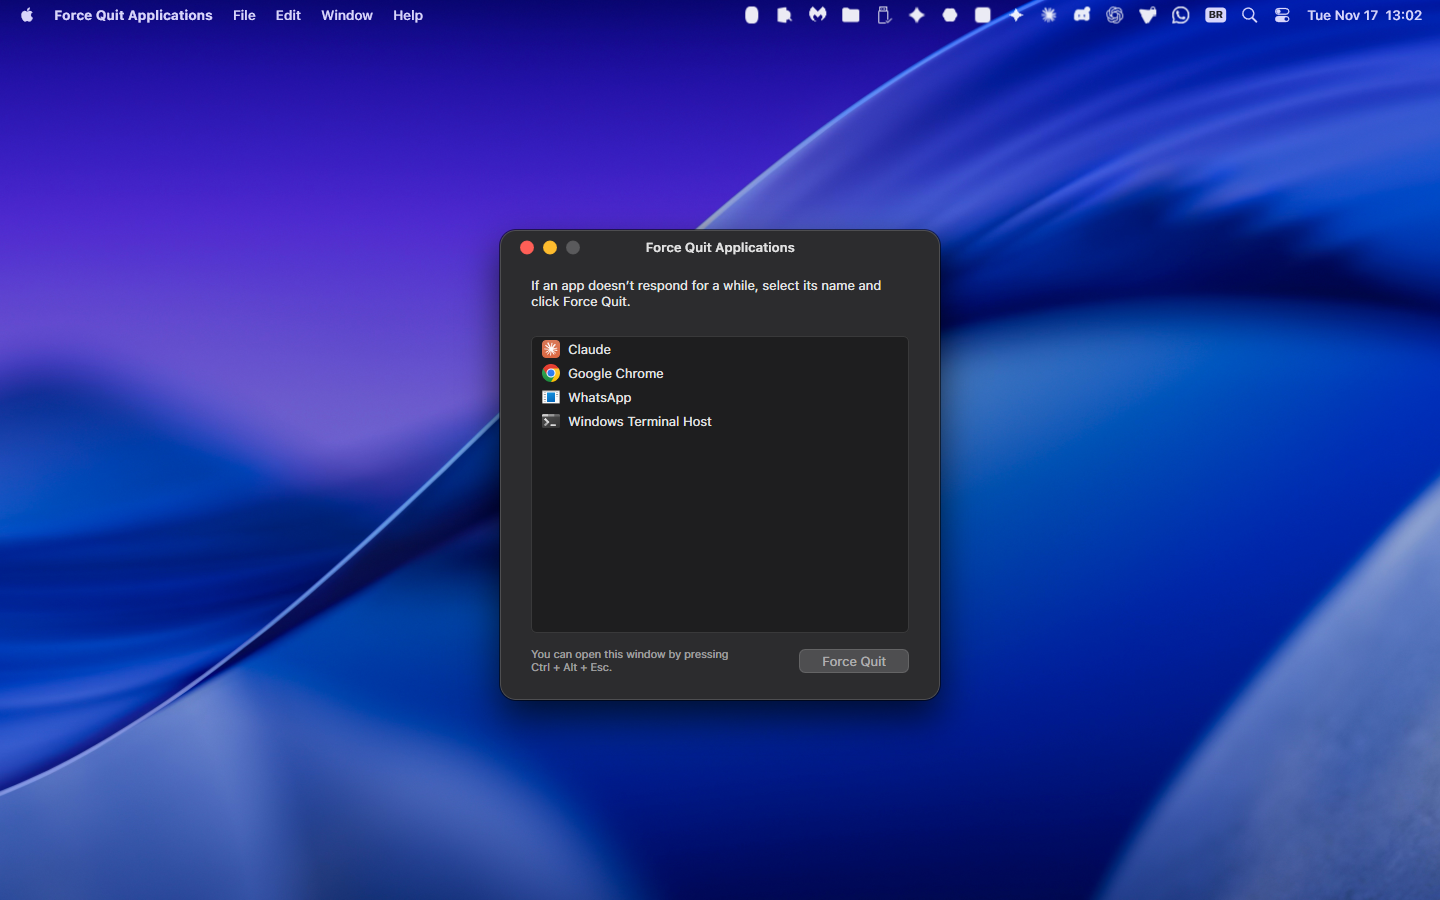 Force Quit Applications File Edit Window Help BR Tue Nov 17 13:02
Force Quit Applications
If an app doesn’t respond for a while, select its name and
click Force Quit.
Claude
Google Chrome
WhatsApp
Windows Terminal Host
You can open this window by pressing
Ctrl + Alt + Esc.
Force Quit